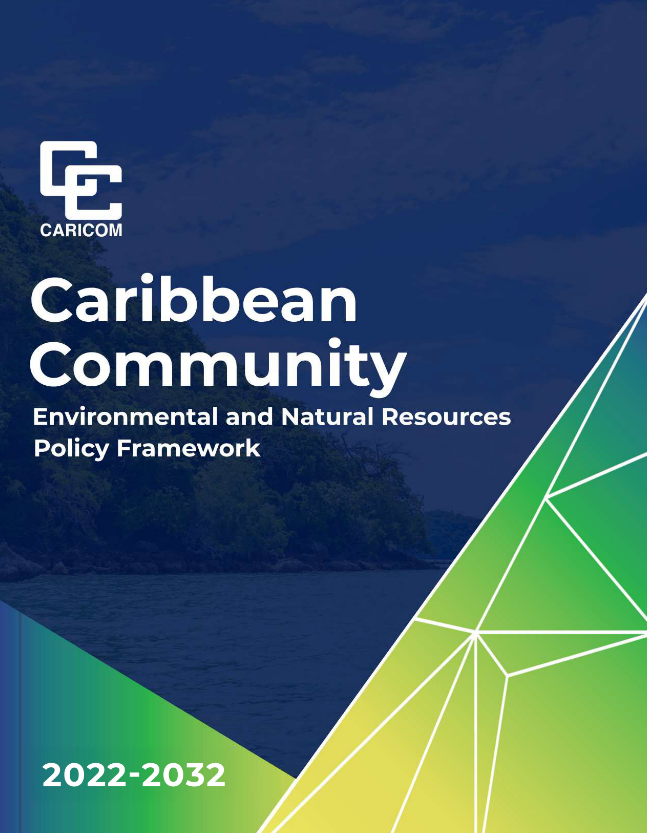 CARICOM
Caribbean
Community
Environmental and Natural Resources
Policy Framework
2022-2032